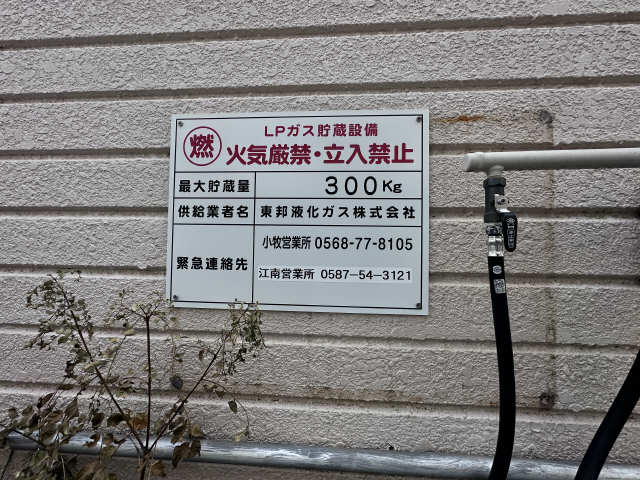 燃
LPガス貯蔵設備
火気厳禁・立入禁止
最大貯蔵量 300Kg
供給業者名 東邦液化ガス株式会社
緊急連絡先
小牧営業所 0568-77-8105
江南営業所 0587-54-3121